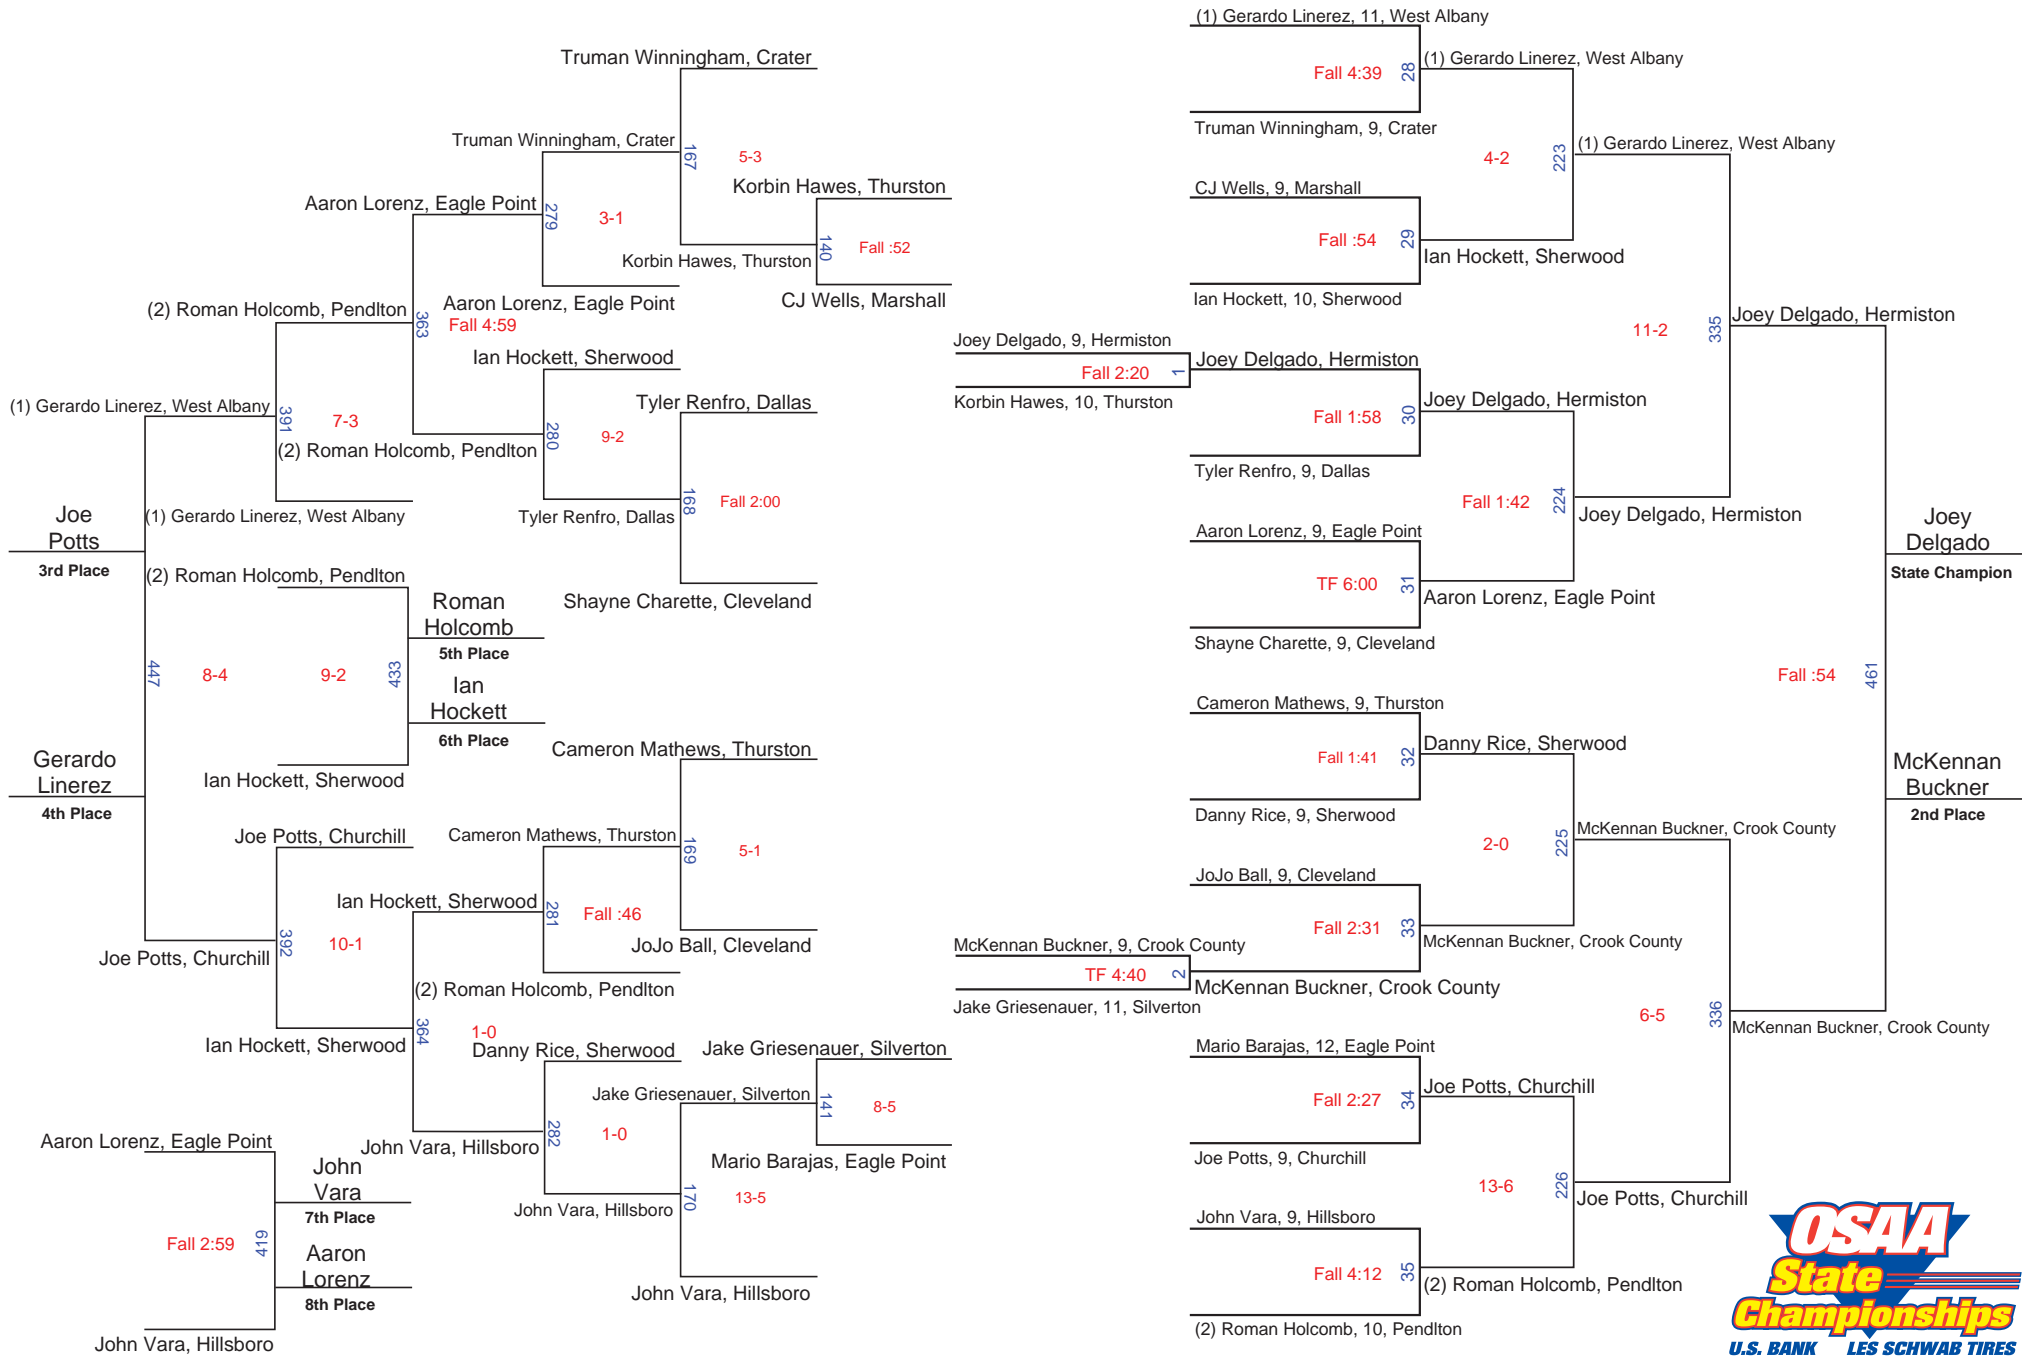 (1) Gerardo Linerez, 11, West Albany
Fall 4:39
28
Truman Winningham, 9, Crater
(1) Gerardo Linerez, West Albany
4-2
223
CJ Wells, 9, Marshall
Fall :54
29
Ian Hockett, 10, Sherwood
Ian Hockett, Sherwood
(1) Gerardo Linerez, West Albany
11-2
335
Joey Delgado, 9, Hermiston
Fall 2:20
1
Korbin Hawes, 10, Thurston
Joey Delgado, Hermiston
Fall 1:58
30
Tyler Renfro, 9, Dallas
Joey Delgado, Hermiston
Fall 1:42
224
Aaron Lorenz, 9, Eagle Point
TF 6:00
31
Shayne Charette, 9, Cleveland
Aaron Lorenz, Eagle Point
Joey Delgado, Hermiston
Joey Delgado, Hermiston
Fall :54
461
Joey
Delgado
State Champion
McKennan
Buckner
2nd Place
Cameron Mathews, 9, Thurston
Fall 1:41
32
Danny Rice, 9, Sherwood
Danny Rice, Sherwood
2-0
225
JoJo Ball, 9, Cleveland
Fall 2:31
33
McKennan Buckner, Crook County
McKennan Buckner, 9, Crook County
TF 4:40
2
Jake Griesenauer, 11, Silverton
McKennan Buckner, Crook County
McKennan Buckner, Crook County
6-5
336
McKennan Buckner, Crook County
Mario Barajas, 12, Eagle Point
Fall 2:27
34
Joe Potts, 9, Churchill
Joe Potts, Churchill
13-6
226
John Vara, 9, Hillsboro
Fall 4:12
35
(2) Roman Holcomb, 10, Pendlton
(2) Roman Holcomb, Pendlton
Joe Potts, Churchill
Truman Winningham, Crater
Truman Winningham, Crater
167
5-3
Korbin Hawes, Thurston
140
Fall :52
CJ Wells, Marshall
Korbin Hawes, Thurston
Aaron Lorenz, Eagle Point
279
3-1
Aaron Lorenz, Eagle Point
(2) Roman Holcomb, Pendlton
363
Fall 4:59
Ian Hockett, Sherwood
280
9-2
Tyler Renfro, Dallas
168
Fall 2:00
Tyler Renfro, Dallas
Shayne Charette, Cleveland
(2) Roman Holcomb, Pendlton
(1) Gerardo Linerez, West Albany
391
7-3
(1) Gerardo Linerez, West Albany
Joe
Potts
3rd Place
447
8-4
Gerardo
Linerez
4th Place
(2) Roman Holcomb, Pendlton
9-2
433
Ian Hockett, Sherwood
Roman
Holcomb
5th Place
Ian
Hockett
6th Place
Cameron Mathews, Thurston
Cameron Mathews, Thurston
169
5-1
JoJo Ball, Cleveland
Joe Potts, Churchill
392
10-1
Joe Potts, Churchill
Ian Hockett, Sherwood
281
Fall :46
(2) Roman Holcomb, Pendlton
Ian Hockett, Sherwood
364
1-0
Danny Rice, Sherwood
282
1-0
Jake Griesenauer, Silverton
141
8-5
Mario Barajas, Eagle Point
Jake Griesenauer, Silverton
170
13-5
John Vara, Hillsboro
John Vara, Hillsboro
John Vara, Hillsboro
Aaron Lorenz, Eagle Point
Fall 2:59
419
John Vara, Hillsboro
John
Vara
7th Place
Aaron
Lorenz
8th Place
OSAA
State
Championships
U.S. BANK LES SCHWAB TIRES